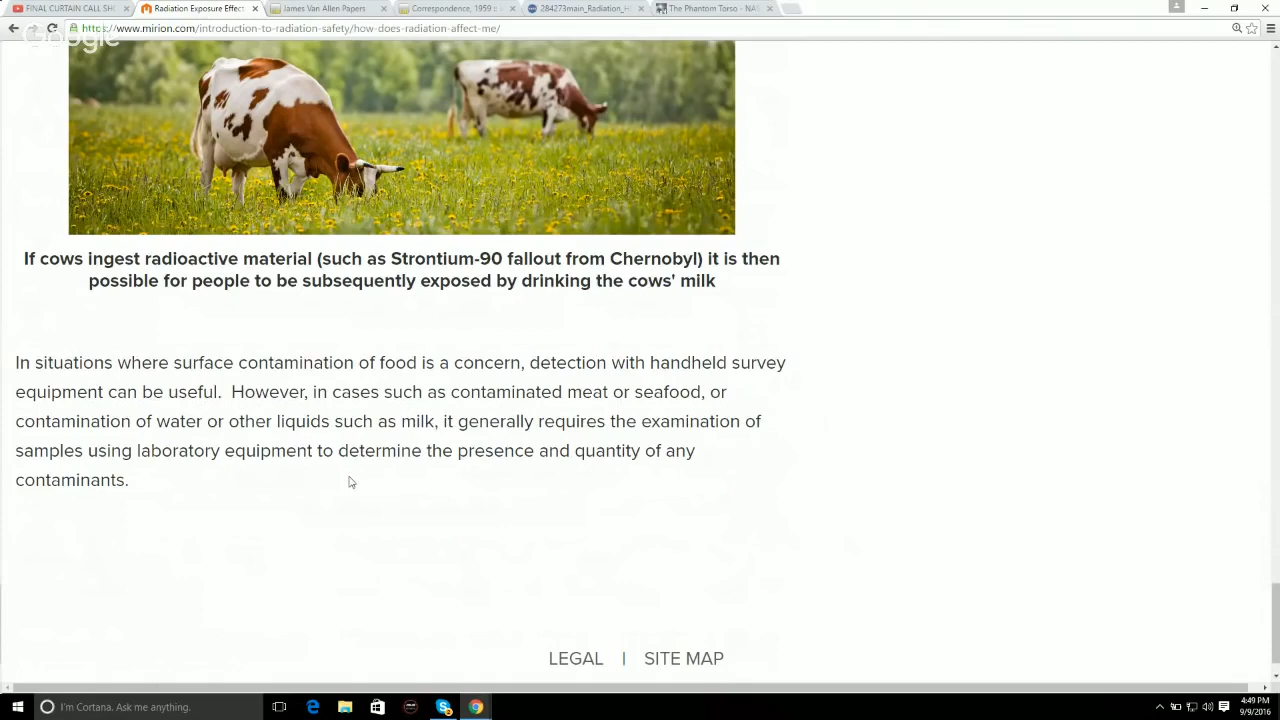 FINAL CURTAIN CALL SH
Radiation Exposure Effect
James Van Allen Papers
Correspondence, 1959 :
284273main_Radiation_H
The Phantom Torso - NA
https://www.mirion.com/introduction-to-radiation-safety/how-does-radiation-affect-me/
Google
If cows ingest radioactive material (such as Strontium-90 fallout from Chernobyl) it is then
possible for people to be subsequently exposed by drinking the cows' milk
In situations where surface contamination of food is a concern, detection with handheld survey
equipment can be useful.  However, in cases such as contaminated meat or seafood, or
contamination of water or other liquids such as milk, it generally requires the examination of
samples using laboratory equipment to determine the presence and quantity of any
contaminants.
LEGAL | SITE MAP
I'm Cortana. Ask me anything.
4:49 PM
9/9/2016